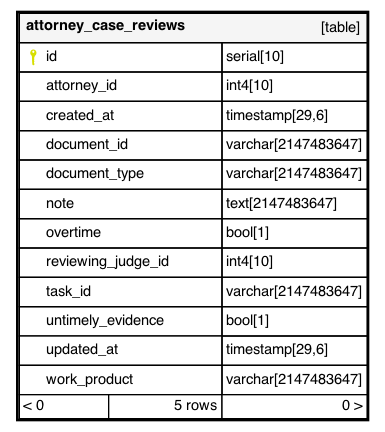 attorney_case_reviews [table]
id serial[10]
attorney_id int4[10]
created_at timestamp[29,6]
document_id varchar[2147483647]
document_type varchar[2147483647]
note text[2147483647]
overtime bool[1]
reviewing_judge_id int4[10]
task_id varchar[2147483647]
untimely_evidence bool[1]
updated_at timestamp[29,6]
work_product varchar[2147483647]
< 0 5 rows 0 >